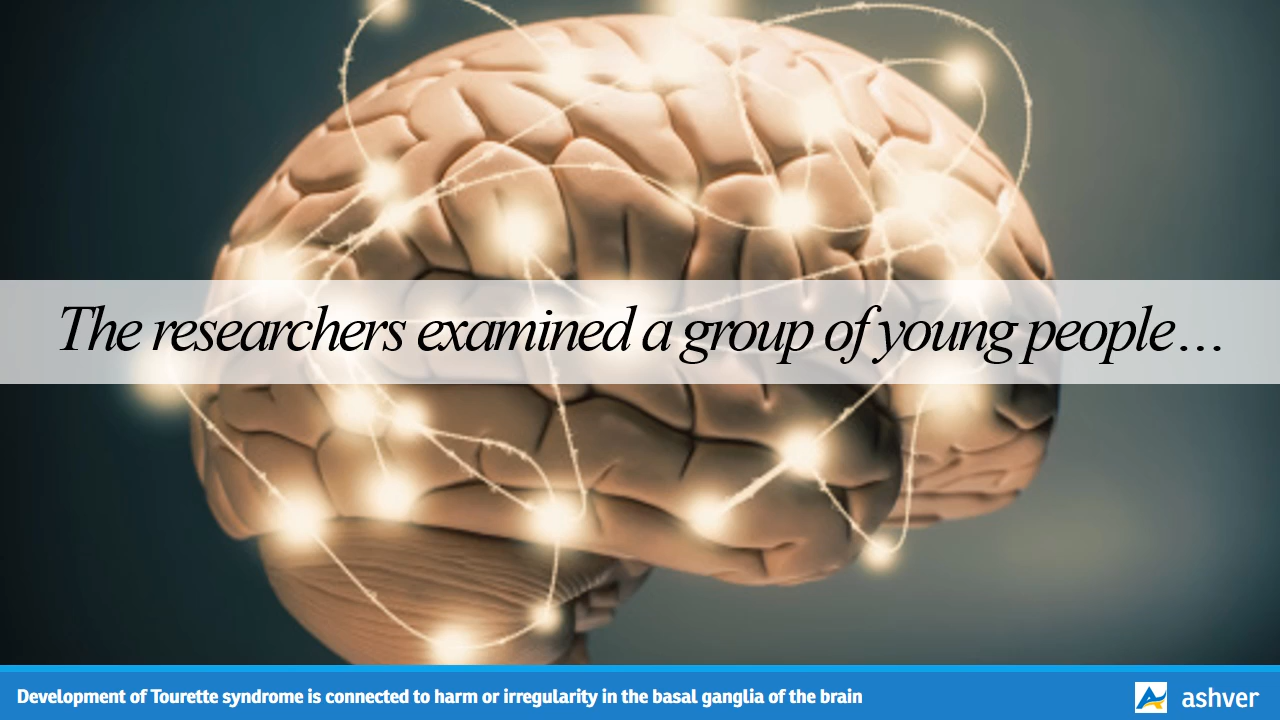 The researchers examined a group of young people…
Development of Tourette syndrome is connected to harm or irregularity in the basal ganglia of the brain
ashver